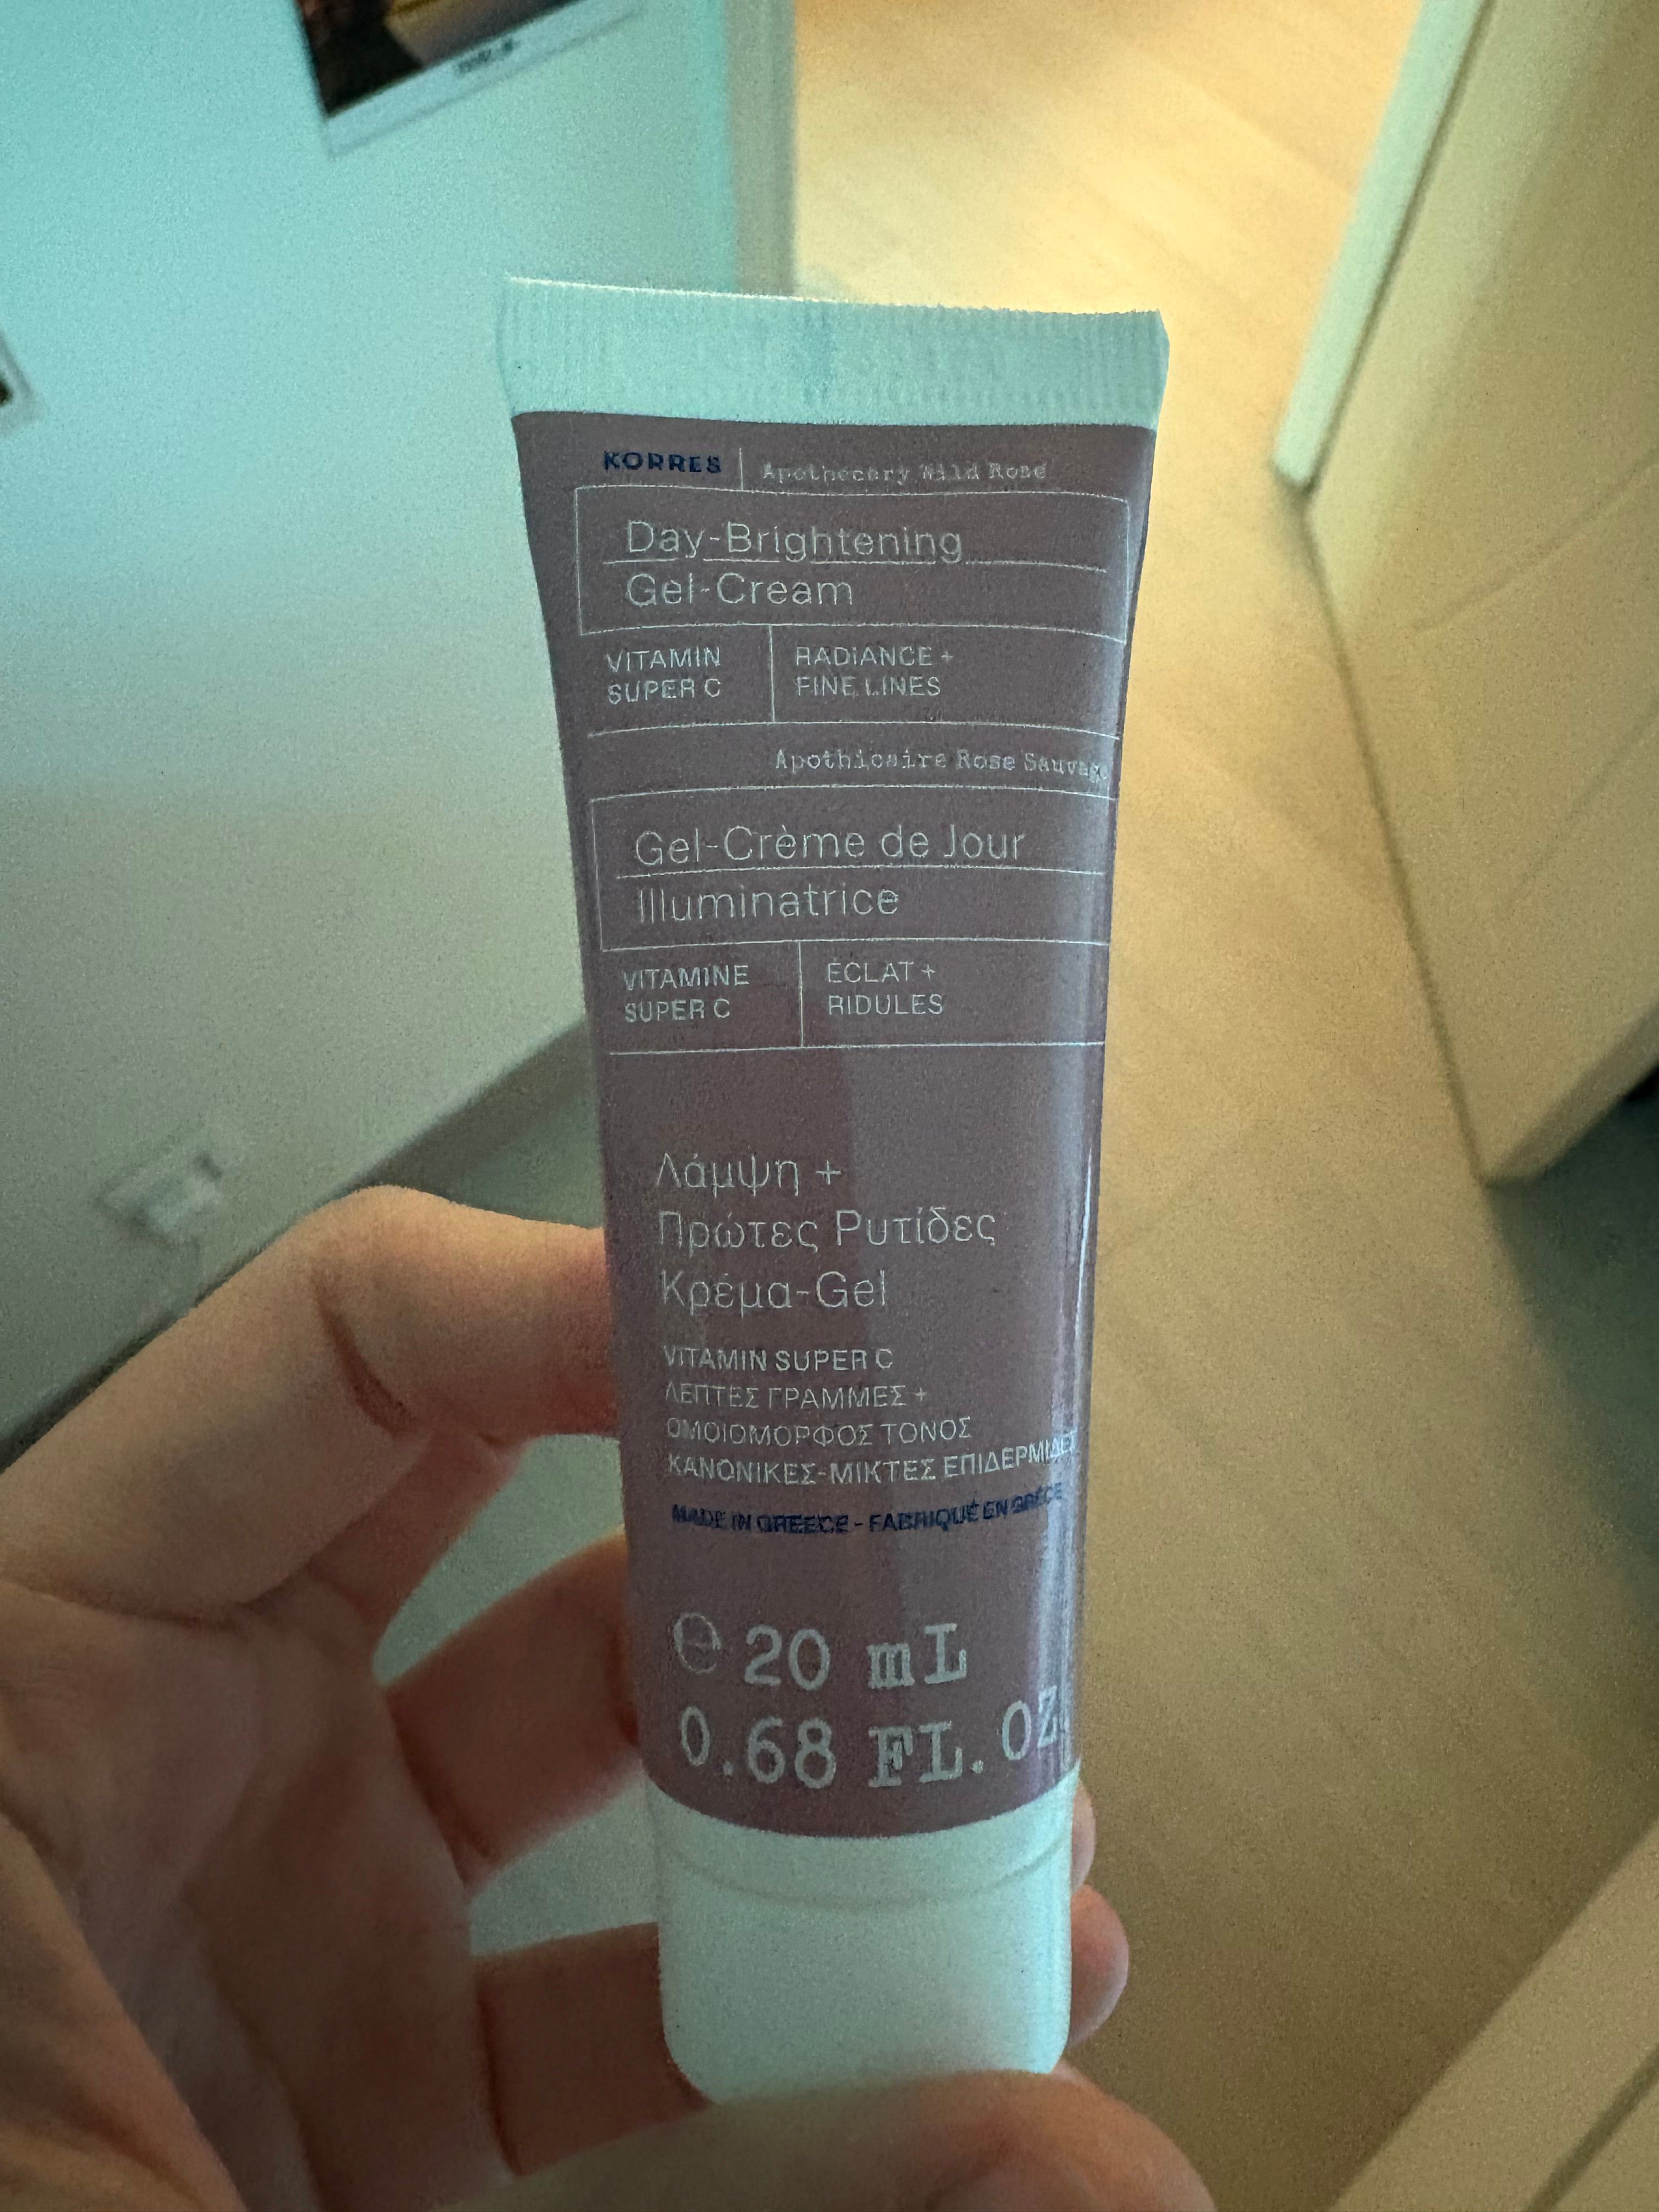 KORRES | Apothecary Wild Rose
Day-Brightening
Gel-Cream
VITAMIN
SUPER C
RADIANCE +
FINE LINES
Apothicaire Rose Sauvage
Gel-Crème de Jour
Illuminatrice
VITAMINE
SUPER C
ÉCLAT +
RIDULES
Λάμψη +
Πρώτες Ρυτίδες
Κρέμα-Gel
VITAMIN SUPER C
ΛΕΠΤΕΣ ΓΡΑΜΜΕΣ +
ΟΜΟΙΟΜΟΡΦΟΣ ΤΟΝΟΣ
ΚΑΝΟΝΙΚΕΣ-ΜΙΚΤΕΣ ΕΠΙΔΕΡΜΙΔΕΣ
MADE IN GREECE - FABRIQUÉ EN GRÈCE
℮ 20 mL
0.68 FL. OZ.